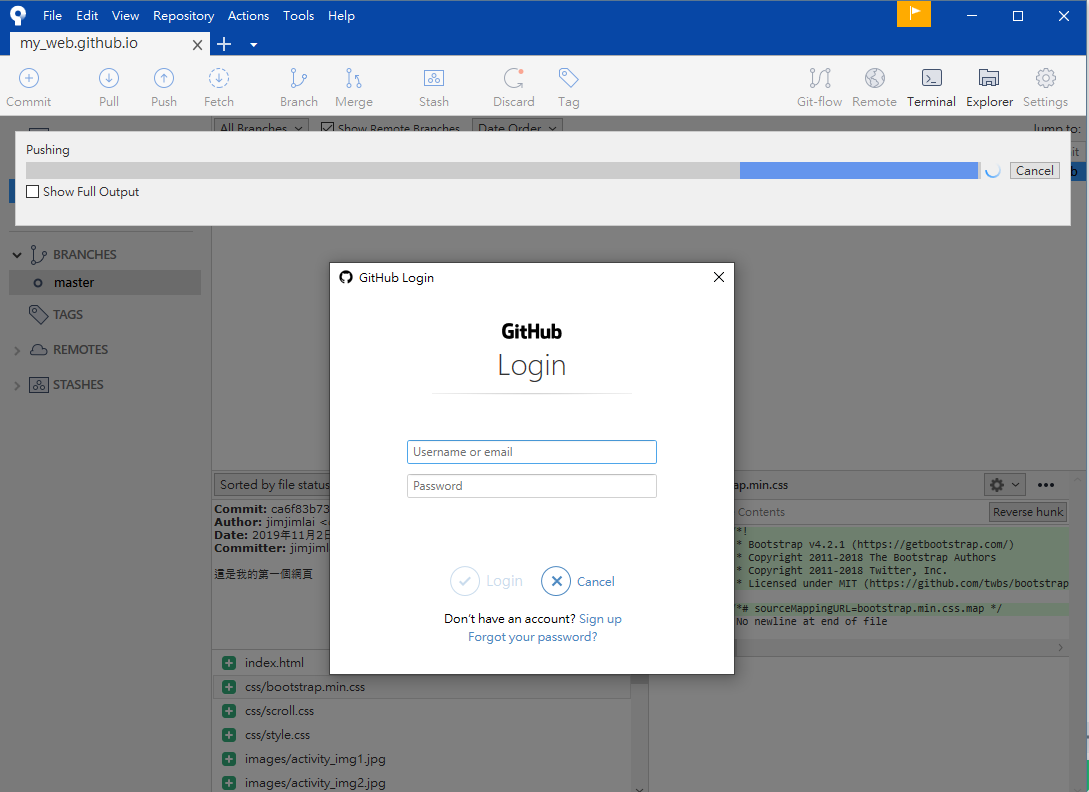 File Edit View Repository Actions Tools Help
my_web.github.io
Commit Pull Push Fetch Branch Merge Stash Discard Tag Git-flow Remote Terminal Explorer Settings
All Branches Show Remote Branches Date Order Jump to:
Pushing
Cancel
Show Full Output
BRANCHES
master
TAGS
REMOTES
STASHES
GitHub Login
GitHub
Login
Username or email
Password
Login Cancel
Don't have an account? Sign up
Forgot your password?
Sorted by file status
Commit: ca6f83b73
Author: jimjimlai <
Date: 2019年11月2日
Committer: jimjiml
這是我的第一個網頁
index.html
css/bootstrap.min.css
css/scroll.css
css/style.css
images/activity_img1.jpg
images/activity_img2.jpg
ap.min.css
Contents
Reverse hunk
*!
* Bootstrap v4.2.1 (https://getbootstrap.com/)
* Copyright 2011-2018 The Bootstrap Authors
* Copyright 2011-2018 Twitter, Inc.
* Licensed under MIT (https://github.com/twbs/bootstrap
*# sourceMappingURL=bootstrap.min.css.map */
No newline at end of file